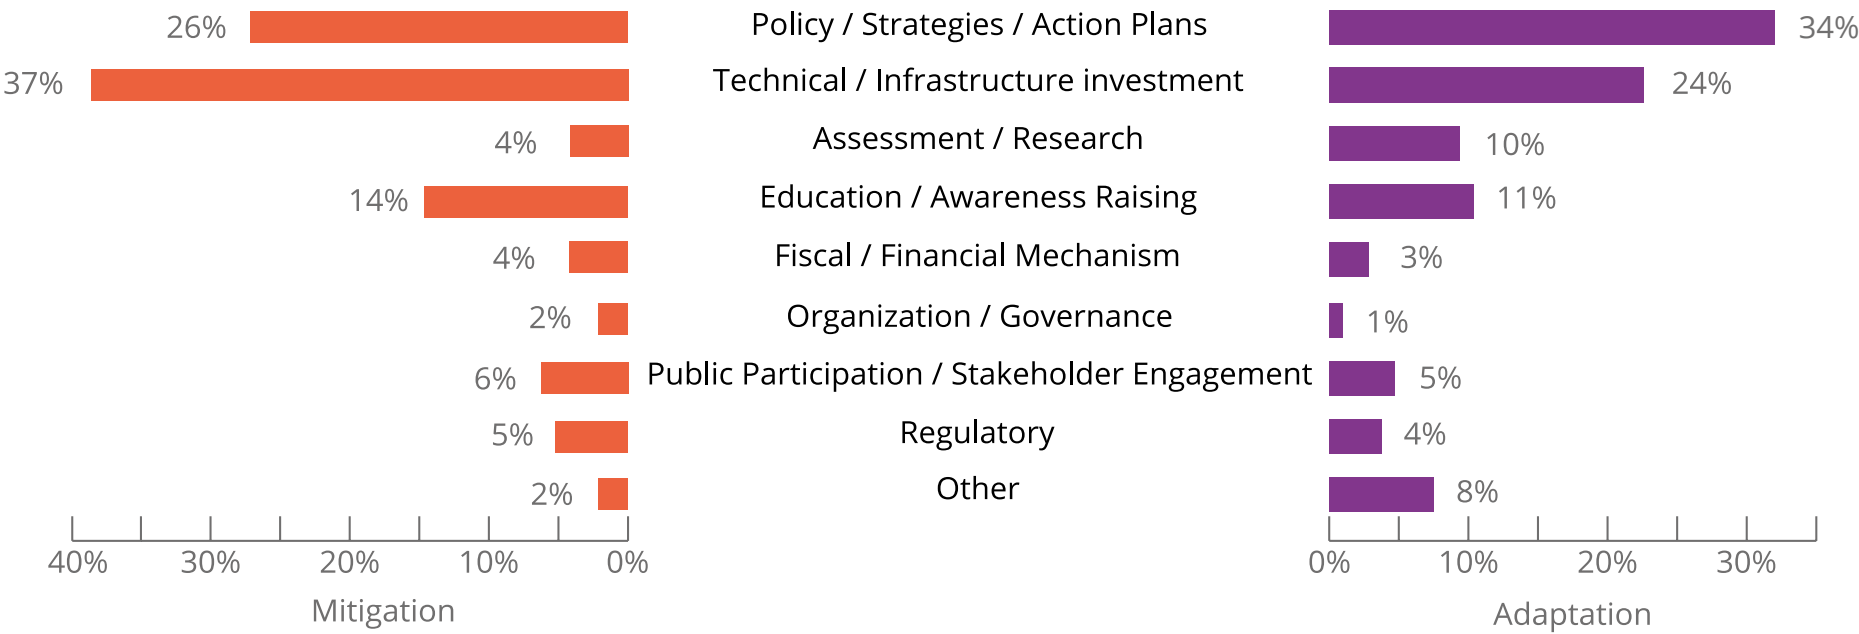 26% Policy / Strategies / Action Plans 34%
37% Technical / Infrastructure investment 24%
4% Assessment / Research 10%
14% Education / Awareness Raising 11%
4% Fiscal / Financial Mechanism 3%
2% Organization / Governance 1%
6% Public Participation / Stakeholder Engagement 5%
5% Regulatory 4%
2% Other 8%
40% 30% 20% 10% 0% 0% 10% 20% 30%
Mitigation Adaptation